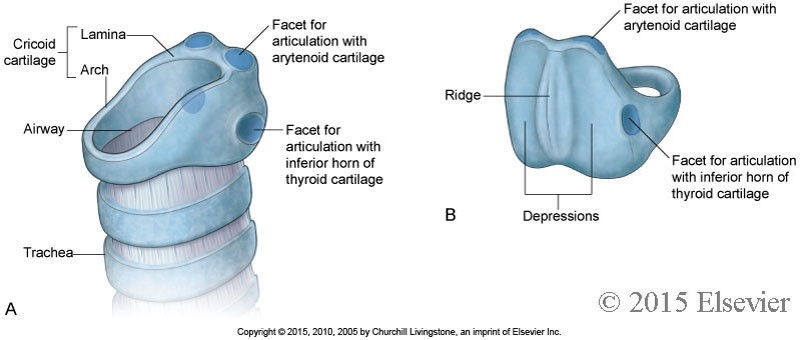 Cricoid
cartilage
Lamina
Arch
Airway
Trachea
Facet for
articulation with
arytenoid cartilage
Facet for
articulation with
inferior horn of
thyroid cartilage
A
Facet for articulation with
arytenoid cartilage
Ridge
Facet for articulation
with inferior horn of
thyroid cartilage
Depressions
B
© 2015 Elsevier
Copyright © 2015, 2010, 2005 by Churchill Livingstone, an imprint of Elsevier Inc.